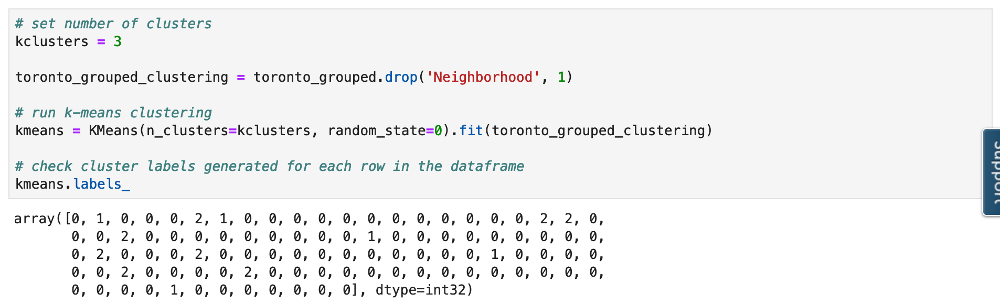 # set number of clusters
kclusters = 3
toronto_grouped_clustering = toronto_grouped.drop('Neighborhood', 1)
# run k-means clustering
kmeans = KMeans(n_clusters=kclusters, random_state=0).fit(toronto_grouped_clustering)
# check cluster labels generated for each row in the dataframe
kmeans.labels_
Support
array([0, 1, 0, 0, 0, 2, 1, 0, 0, 0, 0, 0, 0, 0, 0, 0, 0, 0, 0, 2, 2, 0,
0, 0, 2, 0, 0, 0, 0, 0, 0, 0, 0, 0, 1, 0, 0, 0, 0, 0, 0, 0, 0, 0,
0, 2, 0, 0, 0, 2, 0, 0, 0, 0, 0, 0, 0, 0, 0, 0, 0, 1, 0, 0, 0, 0,
0, 0, 2, 0, 0, 0, 0, 2, 0, 0, 0, 0, 0, 0, 0, 0, 0, 0, 0, 0, 0, 0,
0, 0, 0, 0, 1, 0, 0, 0, 0, 0, 0, 0], dtype=int32)